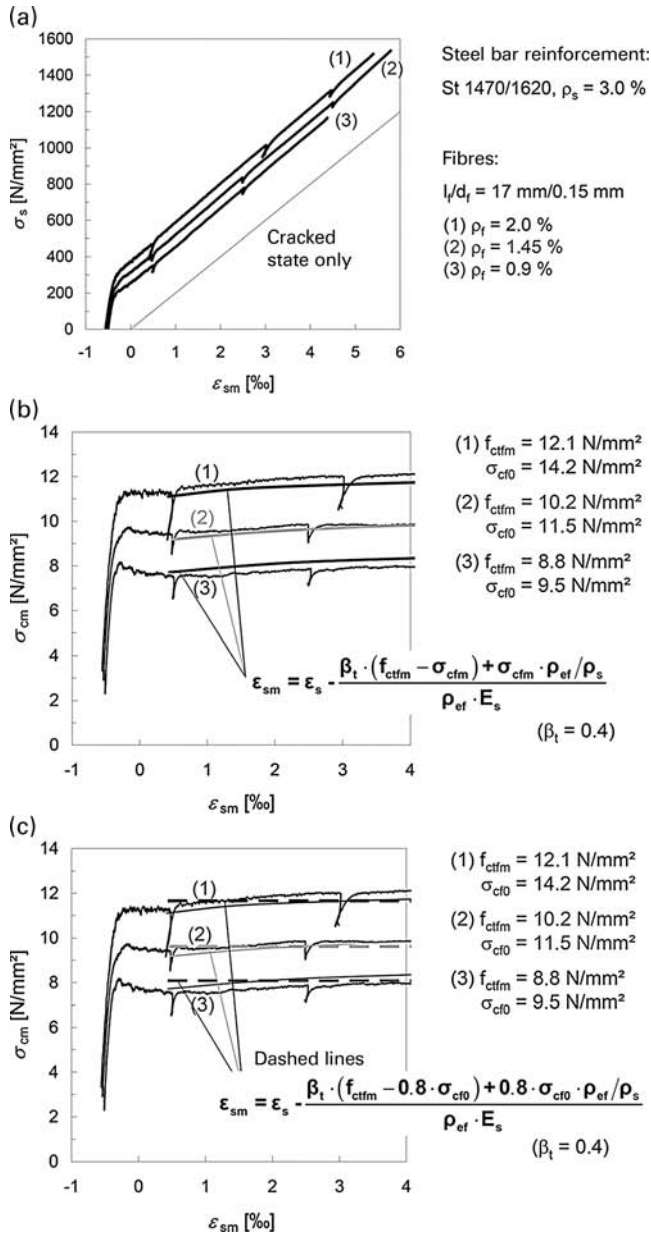 (a)
1600
1400
1200
1000
800
600
400
200
0
σs [N/mm²]
(1)
(2)
(3)
Cracked
state only
-1 0 1 2 3 4 5 6
εsm [‰]
Steel bar reinforcement:
St 1470/1620, ρs = 3.0 %
Fibres:
lf/df = 17 mm/0.15 mm
(1) ρf = 2.0 %
(2) ρf = 1.45 %
(3) ρf = 0.9 %
(b)
14
12
10
8
6
4
2
0
σcm [N/mm²]
(1)
(2)
(3)
εsm = εs - βt · (fctfm − σcfm) + σcfm · ρef/ρs
ρef · Es
(βt = 0.4)
-1 0 1 2 3 4
εsm [‰]
(1) fctfm = 12.1 N/mm²
σcf0 = 14.2 N/mm²
(2) fctfm = 10.2 N/mm²
σcf0 = 11.5 N/mm²
(3) fctfm = 8.8 N/mm²
σcf0 = 9.5 N/mm²
(c)
14
12
10
8
6
4
2
0
σcm [N/mm²]
(1)
(2)
(3)
Dashed lines
εsm = εs - βt · (fctfm − 0.8 · σcf0) + 0.8 · σcf0 · ρef/ρs
ρef · Es
(βt = 0.4)
-1 0 1 2 3 4
εsm [‰]
(1) fctfm = 12.1 N/mm²
σcf0 = 14.2 N/mm²
(2) fctfm = 10.2 N/mm²
σcf0 = 11.5 N/mm²
(3) fctfm = 8.8 N/mm²
σcf0 = 9.5 N/mm²